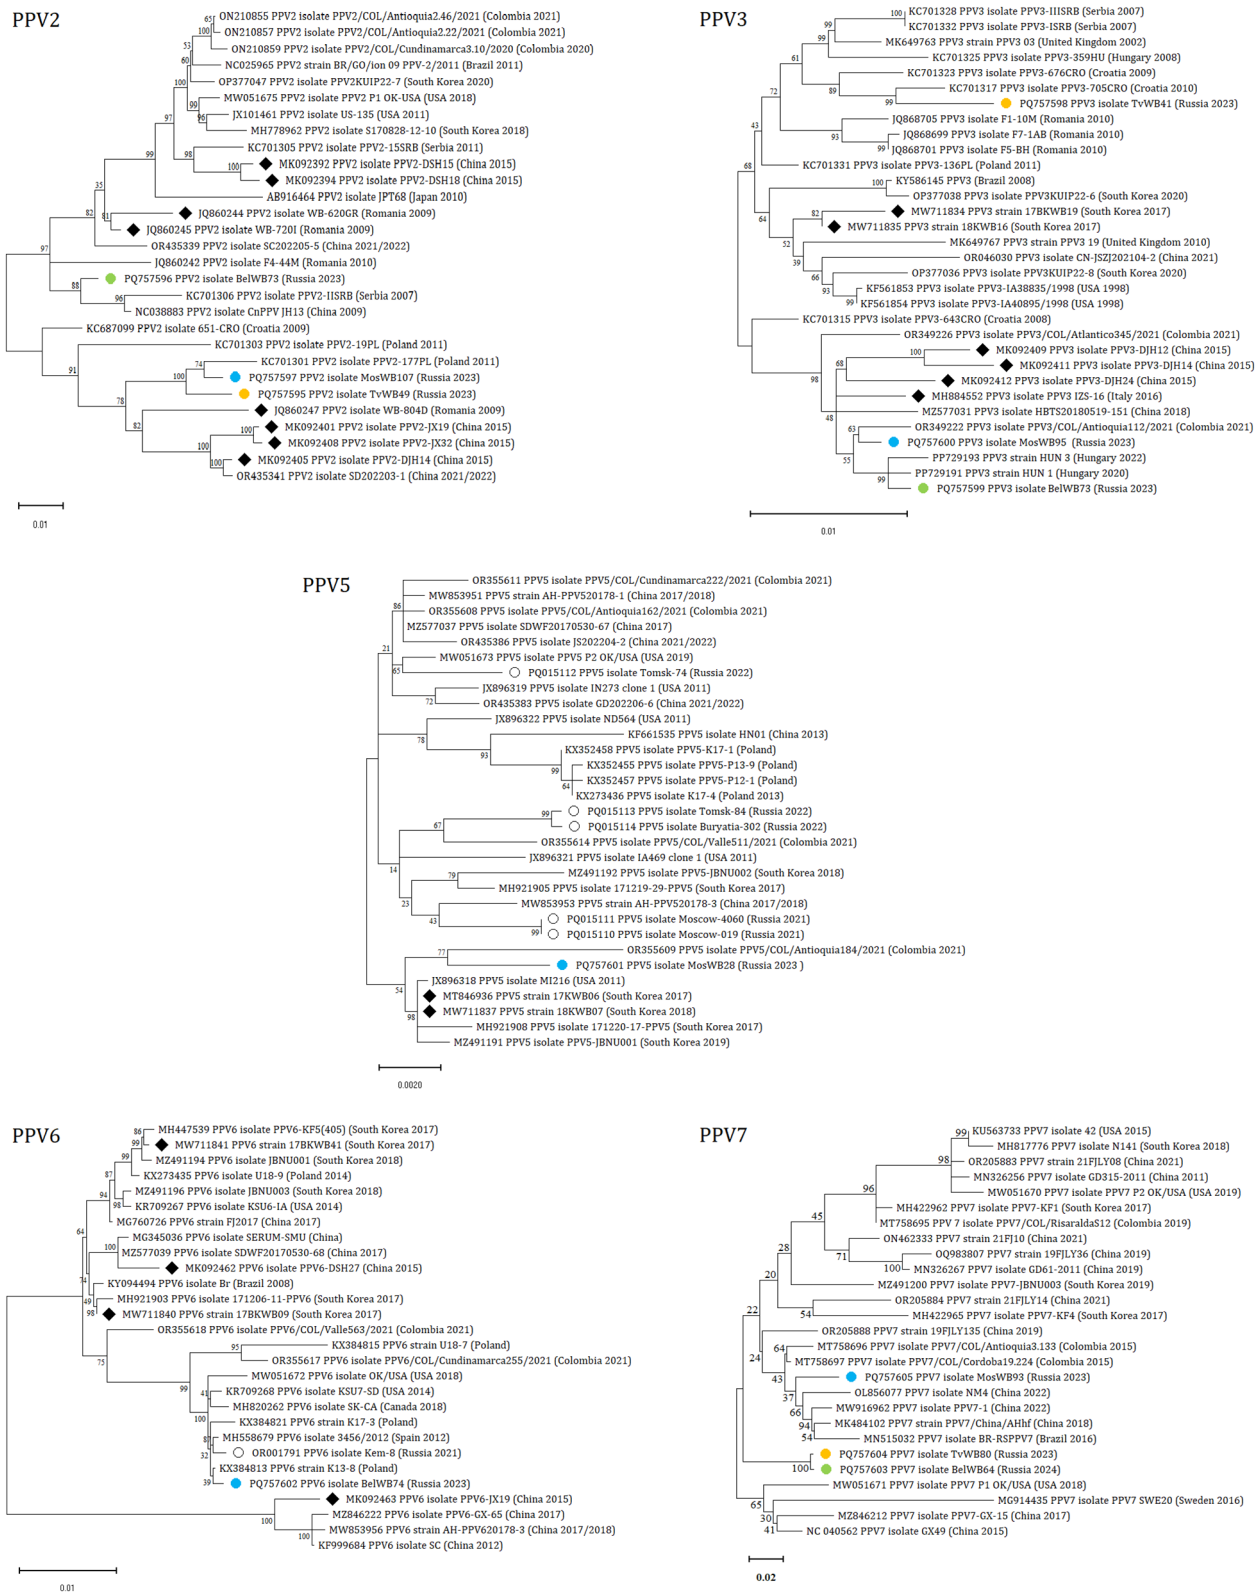 PPV2
65
ON210855 PPV2 isolate PPV2/COL/Antioquia2.46/2021 (Colombia 2021)
100
ON210857 PPV2 isolate PPV2/COL/Antioquia2.22/2021 (Colombia 2021)
53
ON210859 PPV2 isolate PPV2/COL/Cundinamarca3.10/2020 (Colombia 2020)
60
NC025965 PPV2 strain BR/GO/ion 09 PPV-2/2011 (Brazil 2011)
100
OP377047 PPV2 isolate PPV2KUIP22-7 (South Korea 2020)
MW051675 PPV2 isolate PPV2 P1 OK-USA (USA 2018)
99
JX101461 PPV2 isolate US-135 (USA 2011)
96
97
MH778962 PPV2 isolate S170828-12-10 (South Korea 2018)
KC701305 PPV2 isolate PPV2-15SRB (Serbia 2011)
98
99
MK092392 PPV2 isolate PPV2-DSH15 (China 2015)
100
MK092394 PPV2 isolate PPV2-DSH18 (China 2015)
35
AB916464 PPV2 isolate JPT68 (Japan 2010)
82
81
JQ860244 PPV2 isolate WB-620GR (Romania 2009)
JQ860245 PPV2 isolate WB-720I (Romania 2009)
OR435339 PPV2 isolate SC202205-5 (China 2021/2022)
97
JQ860242 PPV2 isolate F4-44M (Romania 2010)
PQ757596 PPV2 isolate BelWB73 (Russia 2023)
88
96
KC701306 PPV2 isolate PPV2-IISRB (Serbia 2007)
NC038883 PPV2 isolate CnPPV JH13 (China 2009)
KC687099 PPV2 isolate 651-CRO (Croatia 2009)
KC701303 PPV2 isolate PPV2-19PL (Poland 2011)
74
KC701301 PPV2 isolate PPV2-177PL (Poland 2011)
91
100
PQ757597 PPV2 isolate MosWB107 (Russia 2023)
PQ757595 PPV2 isolate TvWB49 (Russia 2023)
78
JQ860247 PPV2 isolate WB-804D (Romania 2009)
82
MK092401 PPV2 isolate PPV2-JX19 (China 2015)
100
MK092408 PPV2 isolate PPV2-JX32 (China 2015)
100
100
MK092405 PPV2 isolate PPV2-DJH14 (China 2015)
OR435341 PPV2 isolate SD202203-1 (China 2021/2022)
0.01
PPV3
100
KC701328 PPV3 isolate PPV3-IIISRB (Serbia 2007)
99
KC701332 PPV3 isolate PPV3-ISRB (Serbia 2007)
99
MK649763 PPV3 strain PPV3 03 (United Kingdom 2002)
61
KC701325 PPV3 isolate PPV3-359HU (Hungary 2008)
KC701323 PPV3 isolate PPV3-676CRO (Croatia 2009)
89
KC701317 PPV3 isolate PPV3-705CRO (Croatia 2010)
72
99
PQ757598 PPV3 isolate TvWB41 (Russia 2023)
JQ868705 PPV3 isolate F1-10M (Romania 2010)
43
93
JQ868699 PPV3 isolate F7-1AB (Romania 2010)
99
JQ868701 PPV3 isolate F5-BH (Romania 2010)
68
KC701331 PPV3 isolate PPV3-136PL (Poland 2011)
100
KY586145 PPV3 (Brazil 2008)
OP377038 PPV3 isolate PPV3KUIP22-6 (South Korea 2020)
64
82
MW711834 PPV3 strain 17BKWB19 (South Korea 2017)
MW711835 PPV3 strain 18KWB16 (South Korea 2017)
52
MK649767 PPV3 strain PPV3 19 (United Kingdom 2010)
39
OR046030 PPV3 isolate CN-JSZJ202104-2 (China 2021)
66
OP377036 PPV3 isolate PPV3KUIP22-8 (South Korea 2020)
93
KF561853 PPV3 isolate PPV3-IA38835/1998 (USA 1998)
99
KF561854 PPV3 isolate PPV3-IA40895/1998 (USA 1998)
KC701315 PPV3 isolate PPV3-643CRO (Croatia 2008)
OR349226 PPV3 isolate PPV3/COL/Atlantico345/2021 (Colombia 2021)
100
MK092409 PPV3 isolate PPV3-DJH12 (China 2015)
68
MK092411 PPV3 isolate PPV3-DJH14 (China 2015)
98
MK092412 PPV3 isolate PPV3-DJH24 (China 2015)
MH884552 PPV3 isolate PPV3 IZS-16 (Italy 2016)
48
MZ577031 PPV3 isolate HBTS20180519-151 (China 2018)
63
OR349222 PPV3 isolate PPV3/COL/Antioquia112/2021 (Colombia 2021)
PQ757600 PPV3 isolate MosWB95 (Russia 2023)
55
PP729193 PPV3 strain HUN 3 (Hungary 2022)
99
PP729191 PPV3 strain HUN 1 (Hungary 2020)
PQ757599 PPV3 isolate BelWB73 (Russia 2023)
0.01
PPV5
OR355611 PPV5 isolate PPV5/COL/Cundinamarca222/2021 (Colombia 2021)
MW853951 PPV5 strain AH-PPV520178-1 (China 2017/2018)
86
OR355608 PPV5 isolate PPV5/COL/Antioquia162/2021 (Colombia 2021)
MZ577037 PPV5 isolate SDWF20170530-67 (China 2017)
OR435386 PPV5 isolate JS202204-2 (China 2021/2022)
21
MW051673 PPV5 isolate PPV5 P2 OK/USA (USA 2019)
65
PQ015112 PPV5 isolate Tomsk-74 (Russia 2022)
JX896319 PPV5 isolate IN273 clone 1 (USA 2011)
72
OR435383 PPV5 isolate GD202206-6 (China 2021/2022)
JX896322 PPV5 isolate ND564 (USA 2011)
78
KF661535 PPV5 isolate HN01 (China 2013)
93
KX352458 PPV5 isolate PPV5-K17-1 (Poland)
99
KX352455 PPV5 isolate PPV5-P13-9 (Poland)
64
KX352457 PPV5 isolate PPV5-P12-1 (Poland)
KX273436 PPV5 isolate K17-4 (Poland 2013)
99
PQ015113 PPV5 isolate Tomsk-84 (Russia 2022)
67
PQ015114 PPV5 isolate Buryatia-302 (Russia 2022)
OR355614 PPV5 isolate PPV5/COL/Valle511/2021 (Colombia 2021)
14
JX896321 PPV5 isolate IA469 clone 1 (USA 2011)
79
MZ491192 PPV5 isolate PPV5-JBNU002 (South Korea 2018)
MH921905 PPV5 isolate 171219-29-PPV5 (South Korea 2017)
23
MW853953 PPV5 strain AH-PPV520178-3 (China 2017/2018)
43
PQ015111 PPV5 isolate Moscow-4060 (Russia 2021)
99
PQ015110 PPV5 isolate Moscow-019 (Russia 2021)
77
OR355609 PPV5 isolate PPV5/COL/Antioquia184/2021 (Colombia 2021)
PQ757601 PPV5 isolate MosWB28 (Russia 2023 )
54
JX896318 PPV5 isolate MI216 (USA 2011)
MT846936 PPV5 strain 17KWB06 (South Korea 2017)
98
MW711837 PPV5 strain 18KWB07 (South Korea 2018)
MH921908 PPV5 isolate 171220-17-PPV5 (South Korea 2017)
MZ491191 PPV5 isolate PPV5-JBNU001 (South Korea 2019)
0.0020
PPV6
86
MH447539 PPV6 isolate PPV6-KF5(405) (South Korea 2017)
99
MW711841 PPV6 strain 17BKWB41 (South Korea 2017)
99
MZ491194 PPV6 isolate JBNU001 (South Korea 2018)
87
KX273435 PPV6 isolate U18-9 (Poland 2014)
94
MZ491196 PPV6 isolate JBNU003 (South Korea 2018)
98
KR709267 PPV6 isolate KSU6-IA (USA 2014)
MG760726 PPV6 strain FJ2017 (China 2017)
64
MG345036 PPV6 isolate SERUM-SMU (China)
100
MZ577039 PPV6 isolate SDWF20170530-68 (China 2017)
MK092462 PPV6 isolate PPV6-DSH27 (China 2015)
74
KY094494 PPV6 isolate Br (Brazil 2008)
49
MH921903 PPV6 isolate 171206-11-PPV6 (South Korea 2017)
98
MW711840 PPV6 strain 17BKWB09 (South Korea 2017)
OR355618 PPV6 isolate PPV6/COL/Valle563/2021 (Colombia 2021)
75
95
KX384815 PPV6 strain U18-7 (Poland)
OR355617 PPV6 isolate PPV6/COL/Cundinamarca255/2021 (Colombia 2021)
99
MW051672 PPV6 isolate OK/USA (USA 2018)
41
KR709268 PPV6 isolate KSU7-SD (USA 2014)
100
MH820262 PPV6 isolate SK-CA (Canada 2018)
KX384821 PPV6 strain K17-3 (Poland)
87
MH558679 PPV6 isolate 3456/2012 (Spain 2012)
32
OR001791 PPV6 isolate Kem-8 (Russia 2021)
KX384813 PPV6 strain K13-8 (Poland)
39
PQ757602 PPV6 isolate BelWB74 (Russia 2023)
MK092463 PPV6 isolate PPV6-JX19 (China 2015)
100
MZ846222 PPV6 isolate PPV6-GX-65 (China 2017)
MW853956 PPV6 strain AH-PPV620178-3 (China 2017/2018)
100
KF999684 PPV6 isolate SC (China 2012)
0.01
PPV7
99
KU563733 PPV7 isolate 42 (USA 2015)
MH817776 PPV7 isolate N141 (South Korea 2018)
98
OR205883 PPV7 strain 21FJLY08 (China 2021)
MN326256 PPV7 isolate GD315-2011 (China 2011)
96
MW051670 PPV7 isolate PPV7 P2 OK/USA (USA 2019)
MH422962 PPV7 isolate PPV7-KF1 (South Korea 2017)
45
MT758695 PPV 7 isolate PPV7/COL/RisaraldaS12 (Colombia 2019)
ON462333 PPV7 isolate 21FJ10 (China 2021)
28
71
OQ983807 PPV7 strain 19FJLY36 (China 2019)
100
MN326267 PPV7 isolate GD61-2011 (China 2019)
20
MZ491200 PPV7 isolate PPV7-JBNU003 (South Korea 2019)
OR205884 PPV7 strain 21FJLY14 (China 2021)
22
54
MH422965 PPV7 isolate PPV7-KF4 (South Korea 2017)
OR205888 PPV7 strain 19FJLY135 (China 2019)
64
MT758696 PPV 7 isolate PPV7/COL/Antioquia3.133 (Colombia 2015)
24
MT758697 PPV 7 isolate PPV7/COL/Cordoba19.224 (Colombia 2015)
43
PQ757605 PPV7 isolate MosWB93 (Russia 2023)
37
OL856077 PPV7 isolate NM4 (China 2022)
66
MW916962 PPV7 isolate PPV7-1 (China 2022)
94
MK484102 PPV7 strain PPV7/China/AHhf (China 2018)
54
MN515032 PPV7 isolate BR-RSPPV7 (Brazil 2016)
PQ757604 PPV7 isolate TvWB80 (Russia 2023)
100
PQ757603 PPV7 isolate BelWB64 (Russia 2024)
MW051671 PPV7 isolate PPV7 P1 OK/USA (USA 2018)
65
MG914435 PPV7 isolate PPV7 SWE20 (Sweden 2016)
30
MZ846212 PPV7 isolate PPV7-GX-15 (China 2017)
41
NC 040562 PPV7 isolate GX49 (China 2015)
0.02